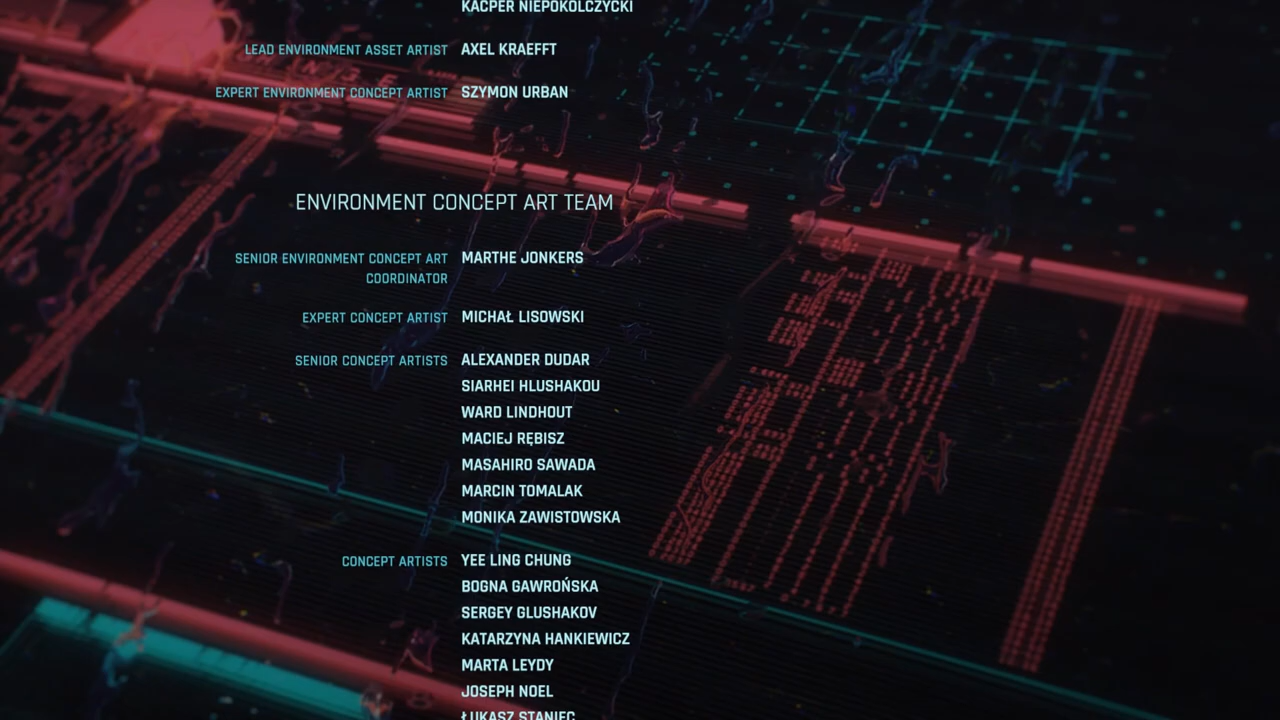 KACPER NIEPOKÓLCZYCKI
LEAD ENVIRONMENT ASSET ARTIST AXEL KRAEFFT
EXPERT ENVIRONMENT CONCEPT ARTIST SZYMON URBAN
ENVIRONMENT CONCEPT ART TEAM
SENIOR ENVIRONMENT CONCEPT ART MARTHE JONKERS
COORDINATOR
EXPERT CONCEPT ARTIST MICHAŁ LISOWSKI
SENIOR CONCEPT ARTISTS ALEXANDER DUDAR
SIARHEI HLUSHAKOU
WARD LINDHOUT
MACIEJ RĘBISZ
MASAHIRO SAWADA
MARCIN TOMALAK
MONIKA ZAWISTOWSKA
CONCEPT ARTISTS YEE LING CHUNG
BOGNA GAWROŃSKA
SERGEY GLUSHAKOV
KATARZYNA HANKIEWICZ
MARTA LEYDY
JOSEPH NOEL
ŁUKASZ STANIEC